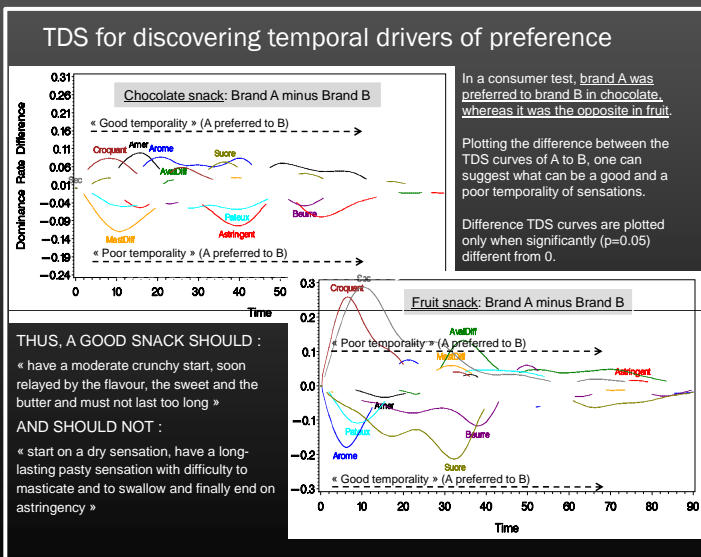 TDS for discovering temporal drivers of preference
Dominance Rate Difference
0.31
0.26
0.21
0.16
0.11
0.06
0.01
−0.04
−0.09
−0.14
−0.19
−0.24
Chocolate snack: Brand A minus Brand B
« Good temporality » (A preferred to B)
Croquant
Amer
Arome
AvalDiff
Sucre
Sec
MastDiff
Pateux
Astringent
Beurre
« Poor temporality » (A preferred to B)
0 10 20 30 40 50
Time
In a consumer test, brand A was
preferred to brand B in chocolate,
whereas it was the opposite in fruit.
Plotting the difference between the
TDS curves of A to B, one can
suggest what can be a good and a
poor temporality of sensations.
Difference TDS curves are plotted
only when significantly (p=0.05)
different from 0.
THUS, A GOOD SNACK SHOULD :
« have a moderate crunchy start, soon
relayed by the flavour, the sweet and the
butter and must not last too long »
AND SHOULD NOT :
« start on a dry sensation, have a long-
lasting pasty sensation with difficulty to
masticate and to swallow and finally end on
astringency »
0.3
0.2
0.1
0.0
−0.1
−0.2
−0.3
Fruit snack: Brand A minus Brand B
Croquant
Sec
AvalDiff
« Poor temporality » (A preferred to B)
MastDiff
Astringent
Amer
Pateux
Arome
Beurre
Sucre
« Good temporality » (A preferred to B)
0 10 20 30 40 50 60 70 80 90
Time